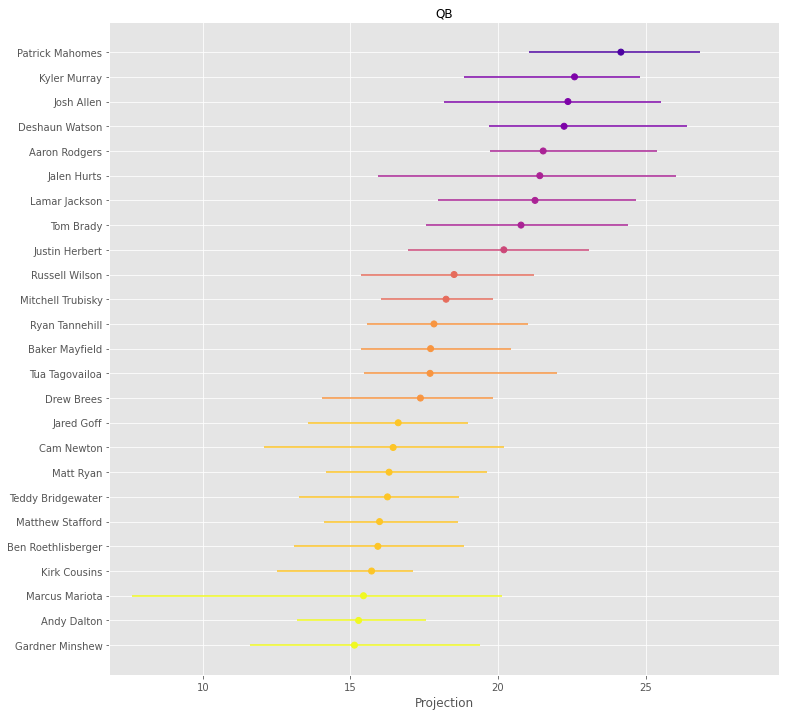 QB
Patrick Mahomes
Kyler Murray
Josh Allen
Deshaun Watson
Aaron Rodgers
Jalen Hurts
Lamar Jackson
Tom Brady
Justin Herbert
Russell Wilson
Mitchell Trubisky
Ryan Tannehill
Baker Mayfield
Tua Tagovailoa
Drew Brees
Jared Goff
Cam Newton
Matt Ryan
Teddy Bridgewater
Matthew Stafford
Ben Roethlisberger
Kirk Cousins
Marcus Mariota
Andy Dalton
Gardner Minshew
10 15 20 25
Projection